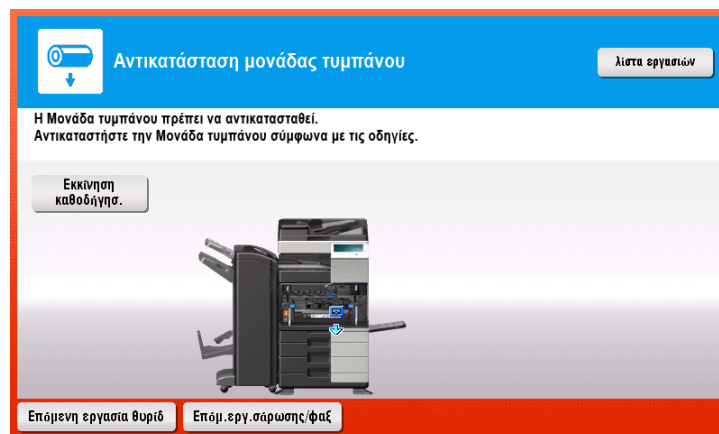 Αντικατάσταση μονάδας τυμπάνου
λίστα εργασιών
Η Μονάδα τυμπάνου πρέπει να αντικατασταθεί.
Αντικαταστήστε την Μονάδα τυμπάνου σύμφωνα με τις οδηγίες.
Εκκίνηση
καθοδήγησ.
Επόμενη εργασία θυρίδ
Επόμ.εργ.σάρωσης/φαξ